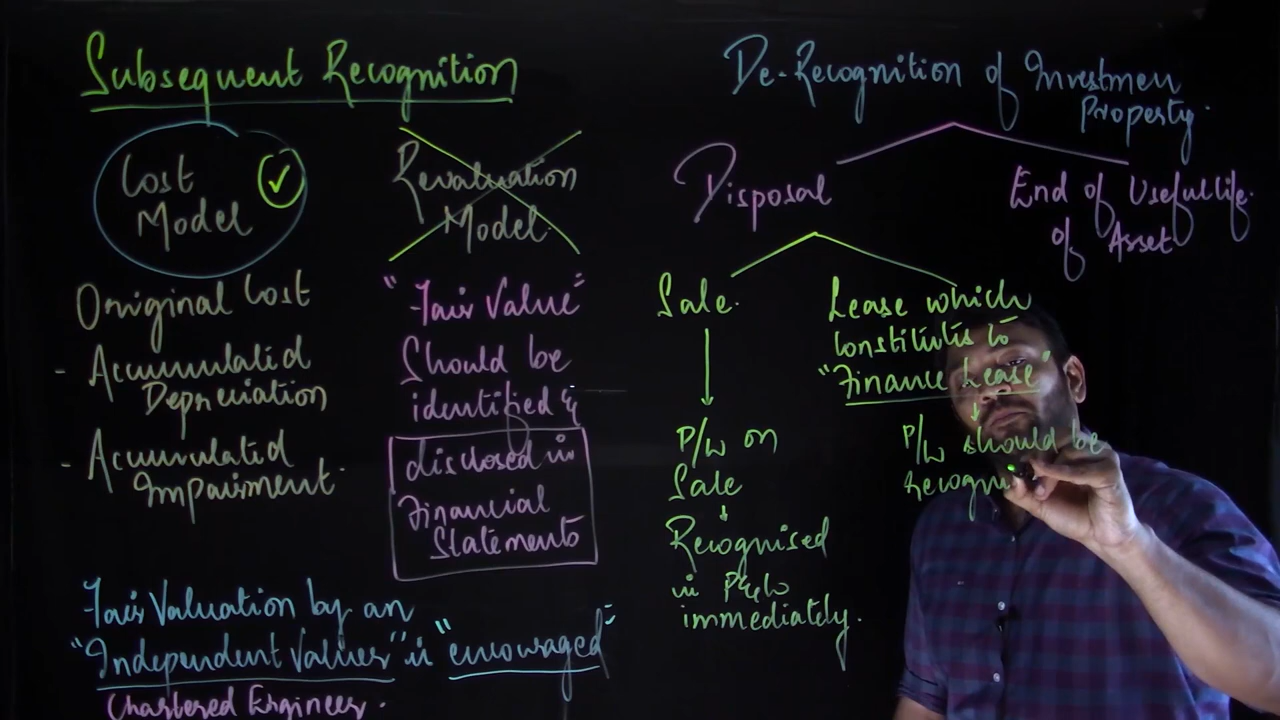 Subsequent Recognition
Cost
Model
Revaluation
Model.
Original Cost
- Accumulated
Depreciation
- Accumulated
Impairment.
"Fair Value"
Should be
identified &
disclosed in
Financial
Statements
Fair Valuation by an
"Independent Valuer" is "encouraged"
Chartered Engineer.
De-Recognition of Investmen
Property.
Disposal
End of Useful life.
of Asset
Sale.
P/L on
Sale
Recognised
in P&L
immediately.
Lease which
constitutes to
"Finance Lease"
P/L should be
recogni